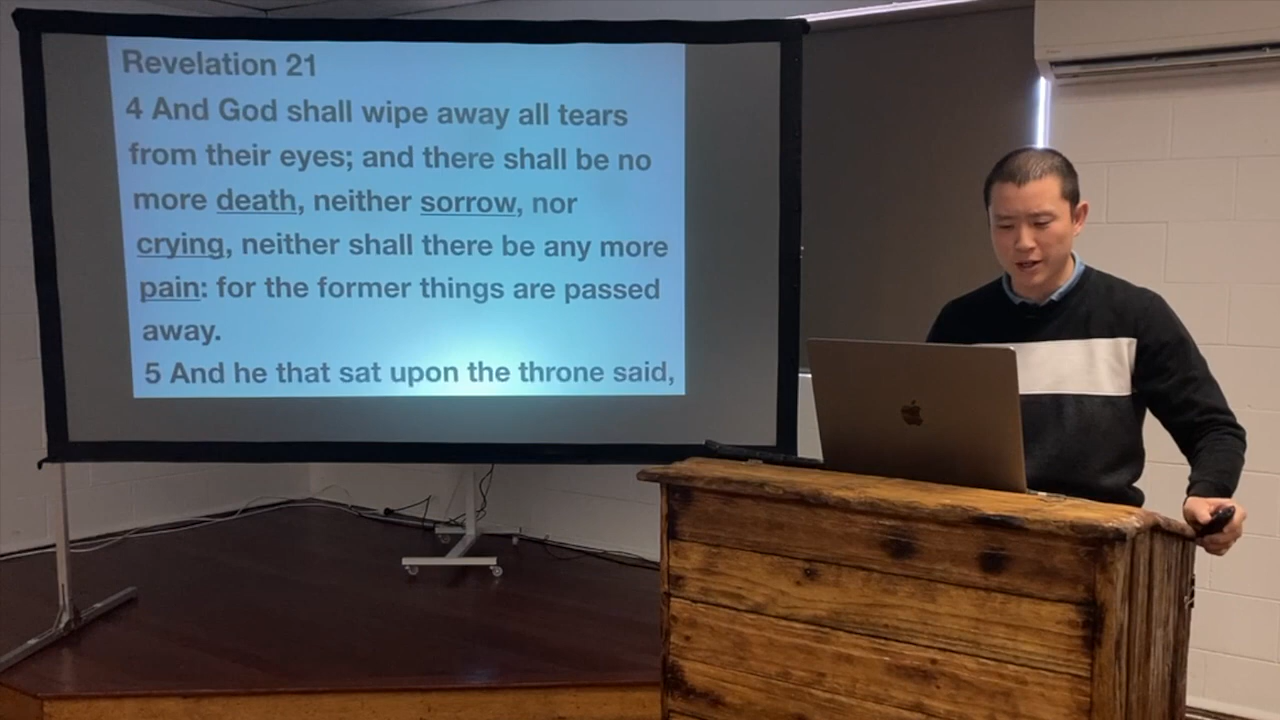 Revelation 21
4 And God shall wipe away all tears
from their eyes; and there shall be no
more death, neither sorrow, nor
crying, neither shall there be any more
pain: for the former things are passed
away.
5 And he that sat upon the throne said,